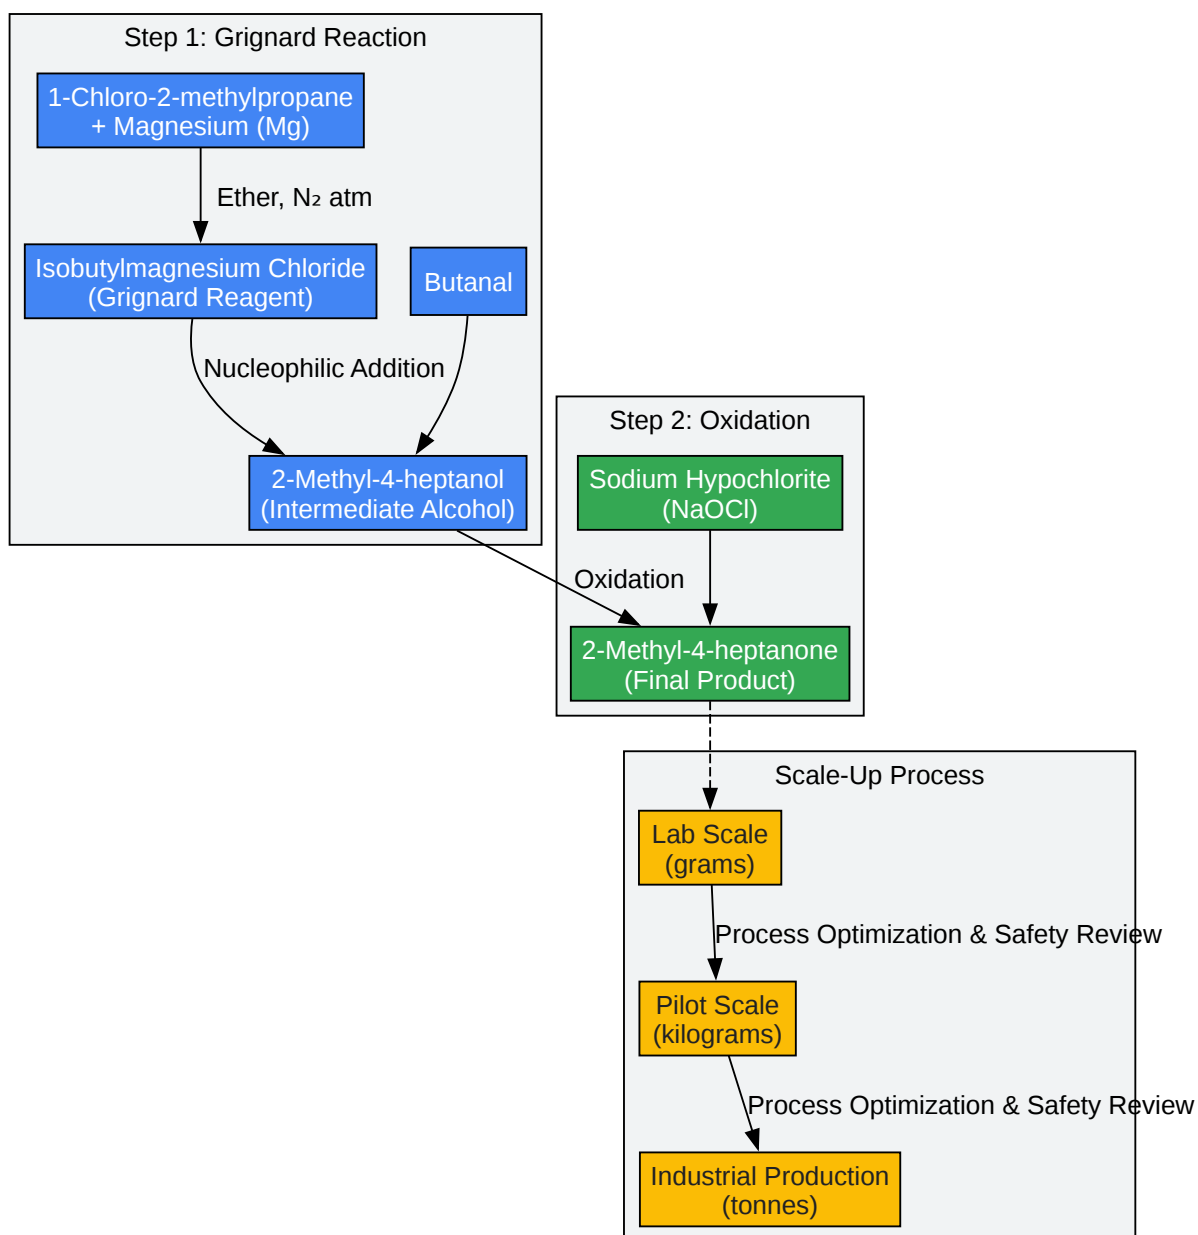 Step 1: Grignard Reaction
1-Chloro-2-methylpropane
+ Magnesium (Mg)
Ether, N₂ atm
Isobutylmagnesium Chloride
(Grignard Reagent)
Butanal
Nucleophilic Addition
2-Methyl-4-heptanol
(Intermediate Alcohol)
Step 2: Oxidation
Sodium Hypochlorite
(NaOCl)
Oxidation
2-Methyl-4-heptanone
(Final Product)
Scale-Up Process
Lab Scale
(grams)
Process Optimization & Safety Review
Pilot Scale
(kilograms)
Process Optimization & Safety Review
Industrial Production
(tonnes)